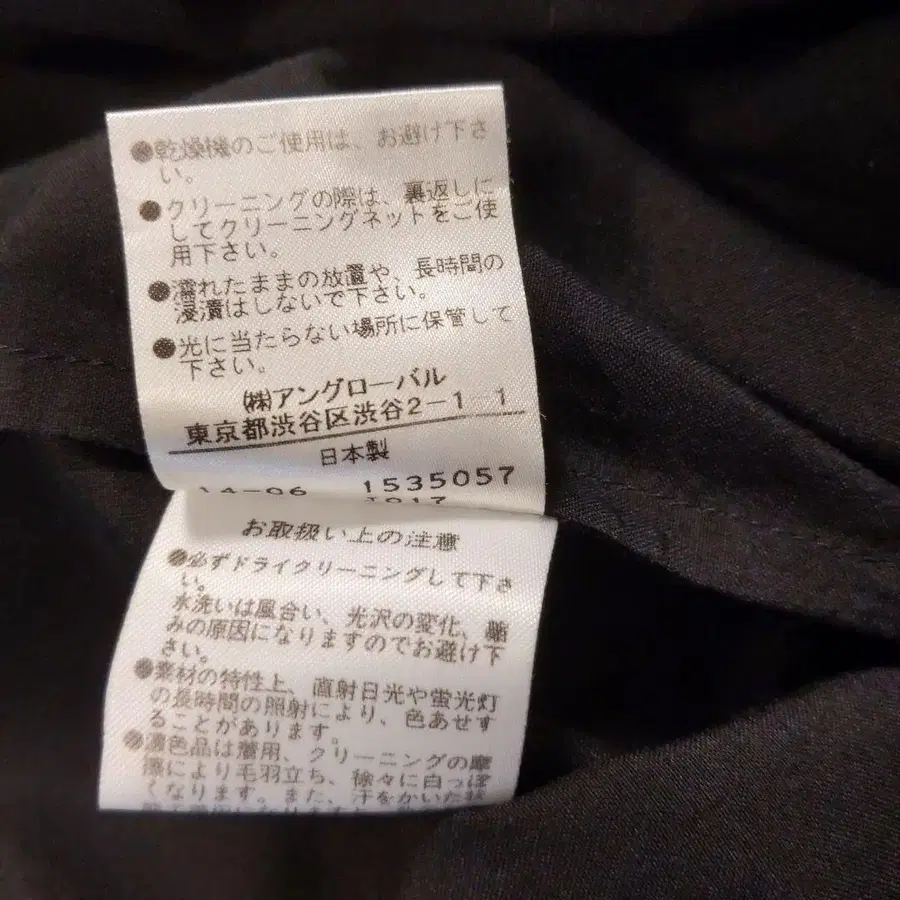 ●乾燥機のご使用は、お避け下さ
い。
●クリーニングの際は、裏返しに
してクリーニングネットをご使
用下さい。
●濡れたままの放置や、長時間の
浸漬はしないで下さい。
●光に当たらない場所に保管して
下さい。
㈱アングローバル
東京都渋谷区渋谷2-1 1
日本製
14-06 1535057
お取扱い上の注意
●必ずドライクリーニングして下さ
い。
水洗いは風合い、光沢の変化、縮
みの原因になりますのでお避け下
さい。
●素材の特性上、直射日光や蛍光灯
の長時間の照射により、色あせす
ることがあります。
●濃色品は着用、クリーニングの摩
擦により毛羽立ち、徐々に白っぽ
くなります。また、汗をかいた状